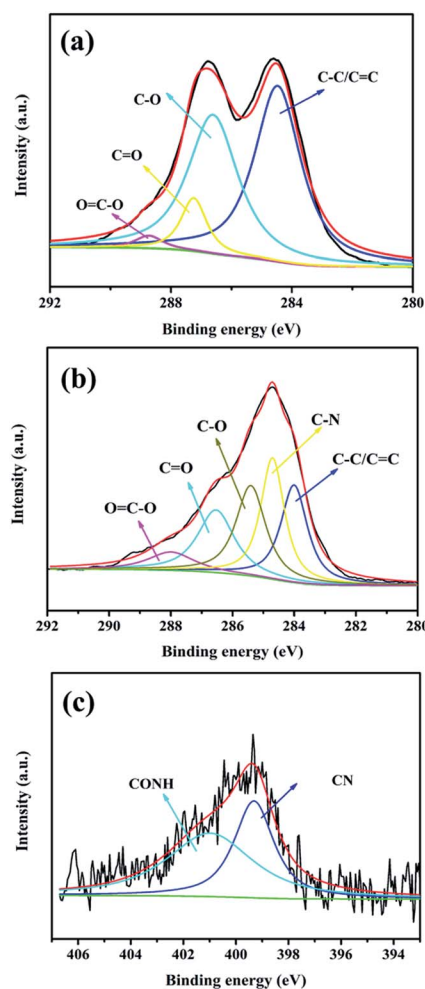 (a)
C-O
C-C/C=C
C=O
O=C-O
Intensity (a.u.)
292 288 284 280
Binding energy (eV)
(b)
C-N
C-O
C-C/C=C
C=O
O=C-O
Intensity (a.u.)
292 290 288 286 284 282 280
Binding energy (eV)
(c)
CONH
CN
Intensity (a.u.)
406 404 402 400 398 396 394
Binding energy (eV)